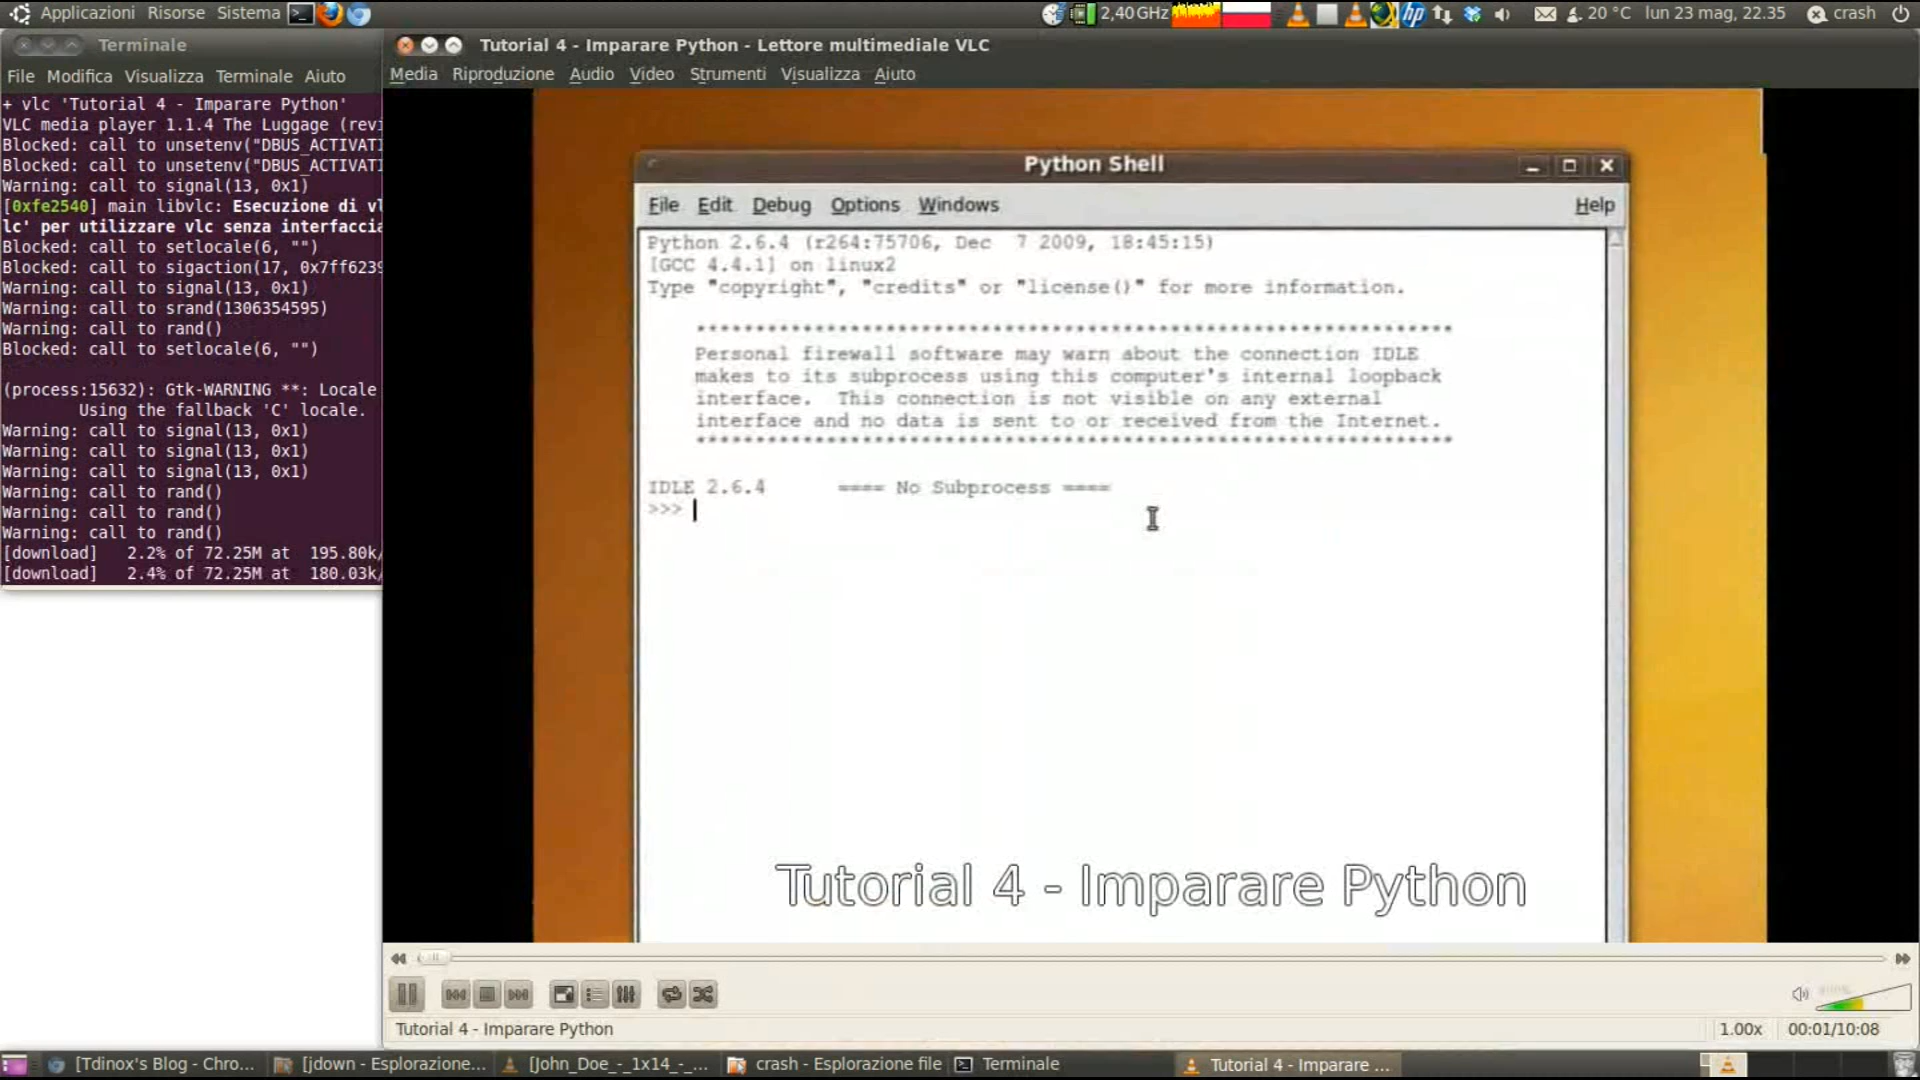 Applicazioni Risorse Sistema 2,40 GHz 20 °C lun 23 mag, 22.35 crash
Terminale
File Modifica Visualizza Terminale Aiuto
+ vlc 'Tutorial 4 - Imparare Python'
VLC media player 1.1.4 The Luggage (revi
Blocked: call to unsetenv("DBUS_ACTIVATI
Blocked: call to unsetenv("DBUS_ACTIVATI
Warning: call to signal(13, 0x1)
[0xfe2540] main libvlc: Esecuzione di vl
lc' per utilizzare vlc senza interfaccia
Blocked: call to setlocale(6, "")
Blocked: call to sigaction(17, 0x7ff6239
Warning: call to signal(13, 0x1)
Warning: call to srand(1306354595)
Warning: call to rand()
Blocked: call to setlocale(6, "")
(process:15632): Gtk-WARNING **: Locale
Using the fallback 'C' locale.
Warning: call to signal(13, 0x1)
Warning: call to signal(13, 0x1)
Warning: call to signal(13, 0x1)
Warning: call to rand()
Warning: call to rand()
Warning: call to rand()
[download] 2.2% of 72.25M at 195.80k/
[download] 2.4% of 72.25M at 180.03k/
Tutorial 4 - Imparare Python - Lettore multimediale VLC
Media Riproduzione Audio Video Strumenti Visualizza Aiuto
Python Shell
File Edit Debug Options Windows Help
Python 2.6.4 (r264:75706, Dec 7 2009, 18:45:15)
[GCC 4.4.1] on linux2
Type "copyright", "credits" or "license()" for more information.
****************************************************************
Personal firewall software may warn about the connection IDLE
makes to its subprocess using this computer's internal loopback
interface. This connection is not visible on any external
interface and no data is sent to or received from the Internet.
****************************************************************
IDLE 2.6.4 ==== No Subprocess ====
>>>
Tutorial 4 - Imparare Python
Tutorial 4 - Imparare Python 1.00x 00:01/10:08
[Tdinox's Blog - Chro... [jdown - Esplorazione... [John_Doe_-_1x14_-_... crash - Esplorazione file Terminale Tutorial 4 - Imparare ...